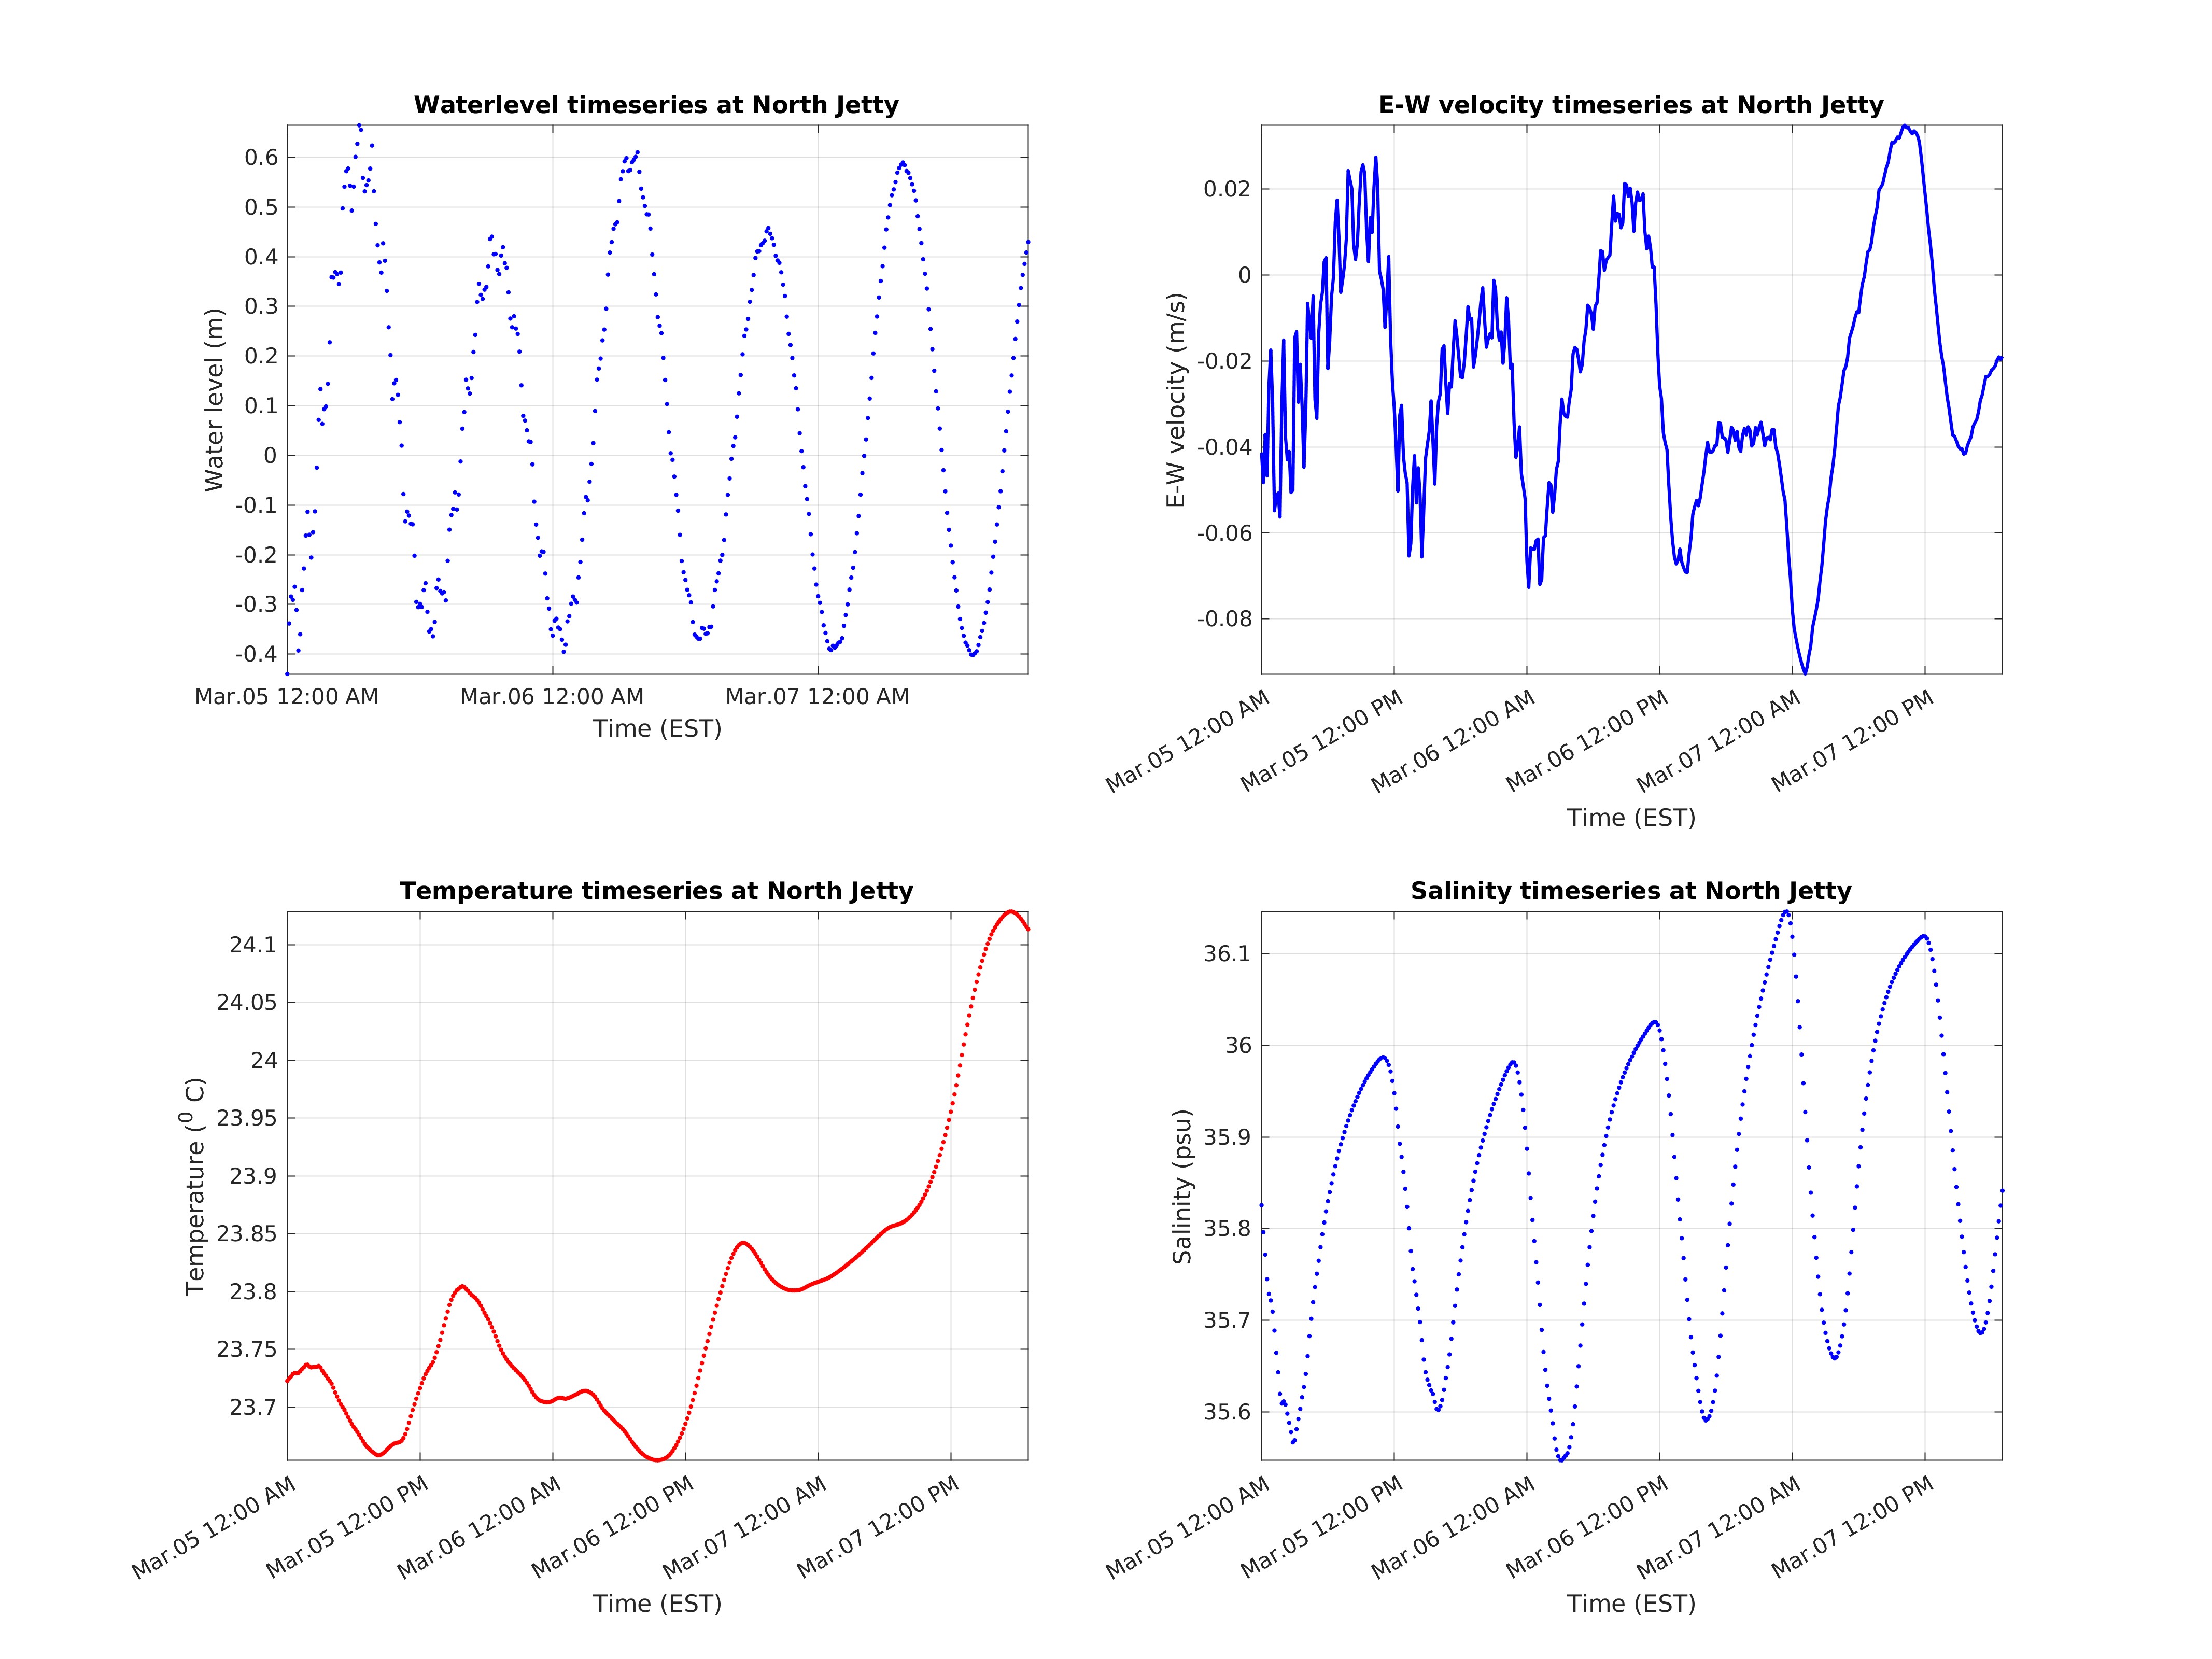 Waterlevel timeseries at North Jetty
0.6
0.5
0.4
0.3
0.2
0.1
0
-0.1
-0.2
-0.3
-0.4
Water level (m)
Mar.05 12:00 AM
Mar.06 12:00 AM
Mar.07 12:00 AM
Time (EST)
E-W velocity timeseries at North Jetty
0.02
0
-0.02
-0.04
-0.06
-0.08
E-W velocity (m/s)
Mar.05 12:00 AM
Mar.05 12:00 PM
Mar.06 12:00 AM
Mar.06 12:00 PM
Mar.07 12:00 AM
Mar.07 12:00 PM
Time (EST)
Temperature timeseries at North Jetty
24.1
24.05
24
23.95
23.9
23.85
23.8
23.75
23.7
Temperature (⁰ C)
Mar.05 12:00 AM
Mar.05 12:00 PM
Mar.06 12:00 AM
Mar.06 12:00 PM
Mar.07 12:00 AM
Mar.07 12:00 PM
Time (EST)
Salinity timeseries at North Jetty
36.1
36
35.9
35.8
35.7
35.6
Salinity (psu)
Mar.05 12:00 AM
Mar.05 12:00 PM
Mar.06 12:00 AM
Mar.06 12:00 PM
Mar.07 12:00 AM
Mar.07 12:00 PM
Time (EST)